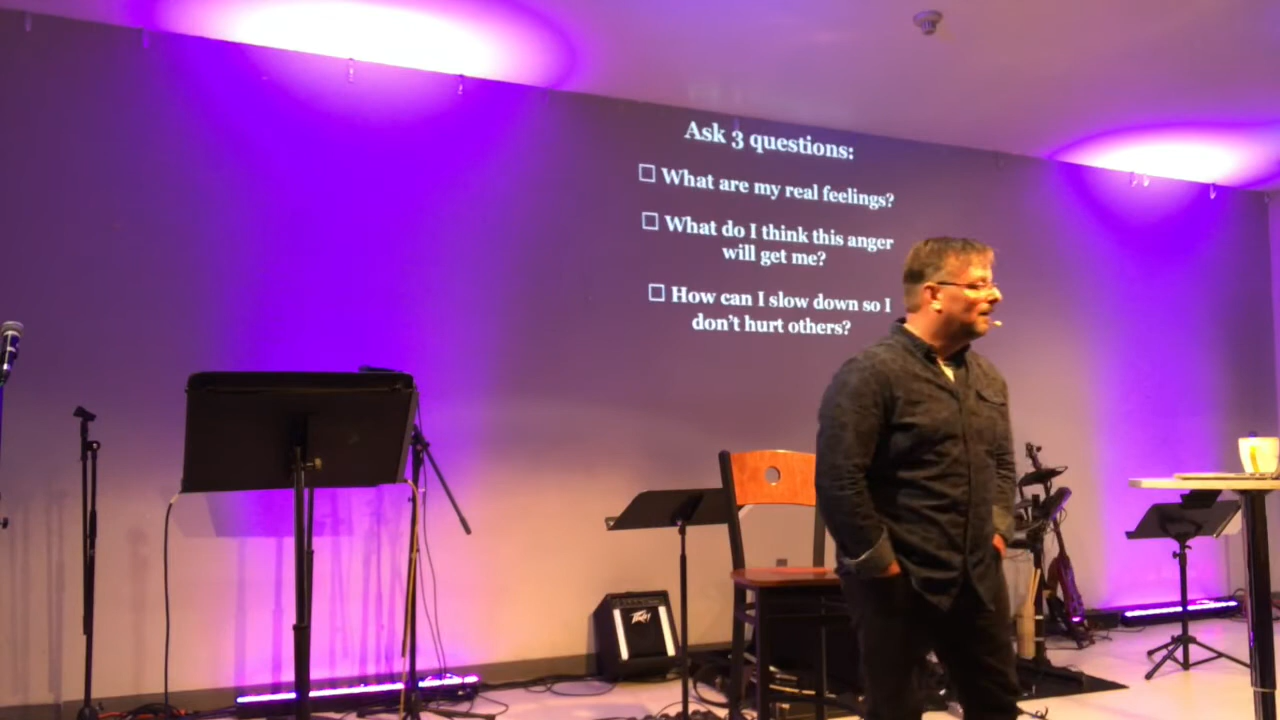 Ask 3 questions:
☐ What are my real feelings?
☐ What do I think this anger
will get me?
☐ How can I slow down so I
don't hurt others?
PEAVEY